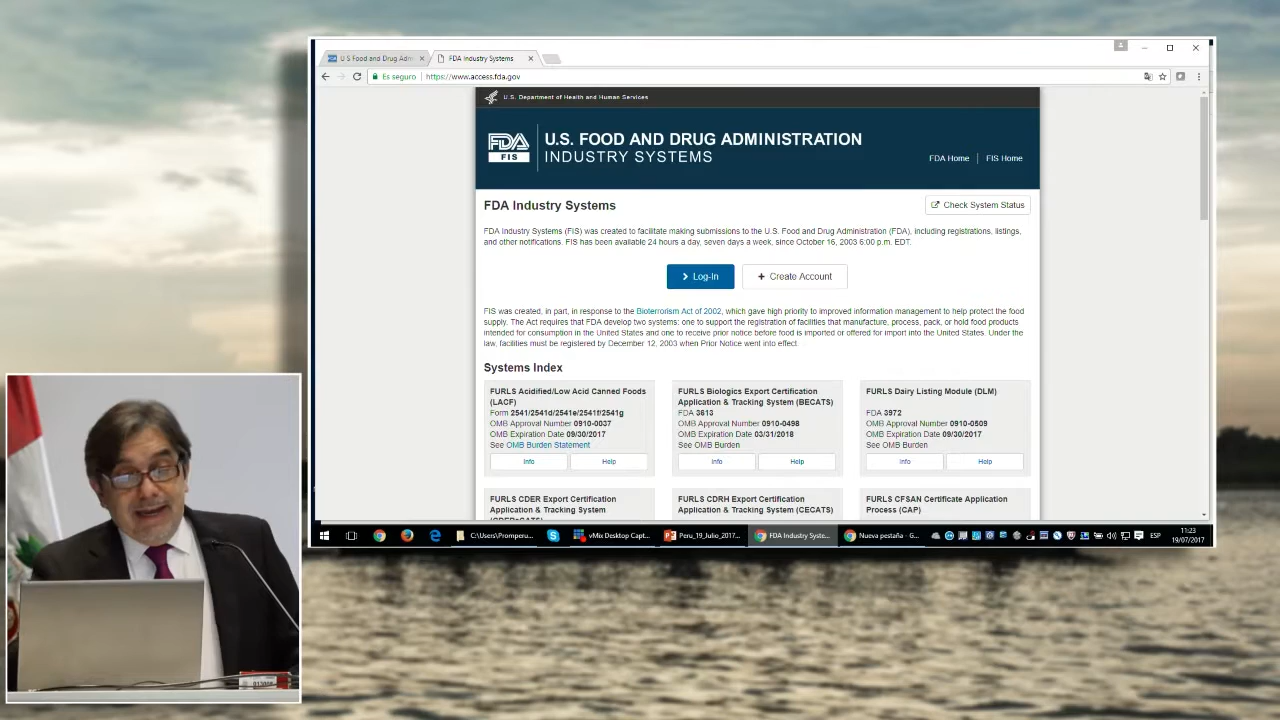 U S Food and Drug Adm
FDA Industry Systems
Es seguro
https://www.access.fda.gov
U.S. Department of Health and Human Services
FDA
FIS
U.S. FOOD AND DRUG ADMINISTRATION
INDUSTRY SYSTEMS
FDA Home
FIS Home
FDA Industry Systems
Check System Status
FDA Industry Systems (FIS) was created to facilitate making submissions to the U.S. Food and Drug Administration (FDA), including registrations, listings,
and other notifications. FIS has been available 24 hours a day, seven days a week, since October 16, 2003 6:00 p.m. EDT.
Log-In
Create Account
FIS was created, in part, in response to the Bioterrorism Act of 2002, which gave high priority to improved information management to help protect the food
supply. The Act requires that FDA develop two systems: one to support the registration of facilities that manufacture, process, pack, or hold food products
intended for consumption in the United States and one to receive prior notice before food is imported or offered for import into the United States. Under the
law, facilities must be registered by December 12, 2003 when Prior Notice went into effect.
Systems Index
FURLS Acidified/Low Acid Canned Foods
(LACF)
Form 2541/2541d/2541e/2541f/2541g
OMB Approval Number 0910-0037
OMB Expiration Date 09/30/2017
See OMB Burden Statement
Info
Help
FURLS Biologics Export Certification
Application & Tracking System (BECATS)
FDA 3613
OMB Approval Number 0910-0498
OMB Expiration Date 03/31/2018
See OMB Burden
Info
Help
FURLS Dairy Listing Module (DLM)
FDA 3972
OMB Approval Number 0910-0509
OMB Expiration Date 09/30/2017
See OMB Burden
Info
Help
FURLS CDER Export Certification
Application & Tracking System
FURLS CDRH Export Certification
Application & Tracking System
(CECATS)
FURLS CFSAN Certificate Application
Process (CAP)
C:\Users\Promperu...
vMix Desktop Capt...
Peru_19_Julio_2017...
FDA Industry Syste...
Nueva pestaña - G...
ESP
11:23
19/07/2017